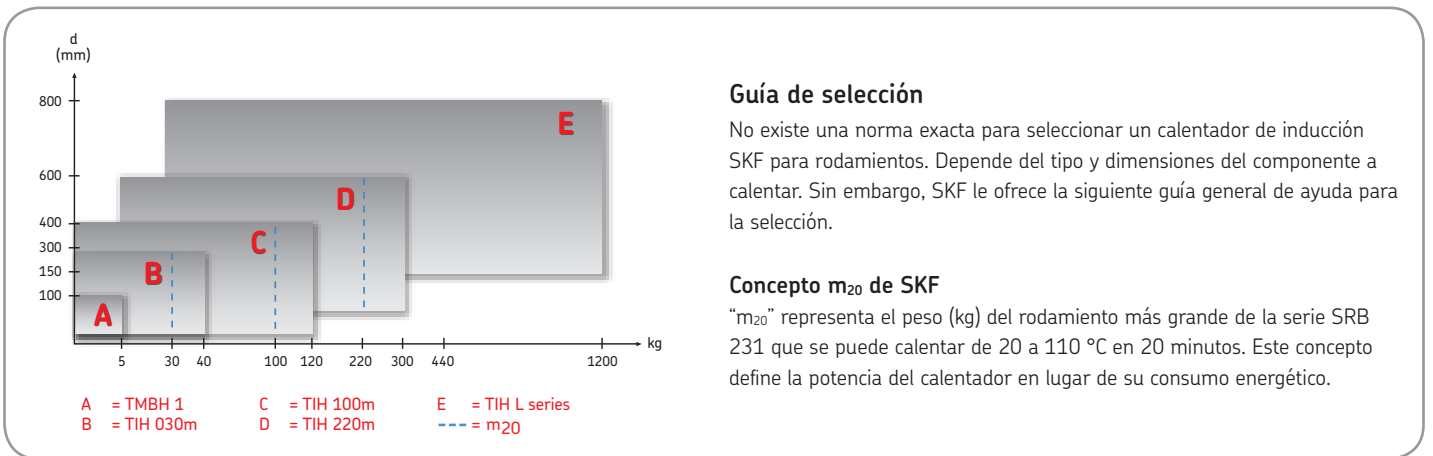 d
(mm)
800
600
400
300
150
100
E
D
C
B
A
5 30 40 100 120 220 300 440 1200
kg
A = TMBH 1 C = TIH 100m E = TIH L series
B = TIH 030m D = TIH 220m --- = m20
Guía de selección
No existe una norma exacta para seleccionar un calentador de inducción
SKF para rodamientos. Depende del tipo y dimensiones del componente a
calentar. Sin embargo, SKF le ofrece la siguiente guía general de ayuda para
la selección.
Concepto m20 de SKF
“m20” representa el peso (kg) del rodamiento más grande de la serie SRB
231 que se puede calentar de 20 a 110 °C en 20 minutos. Este concepto
define la potencia del calentador en lugar de su consumo energético.